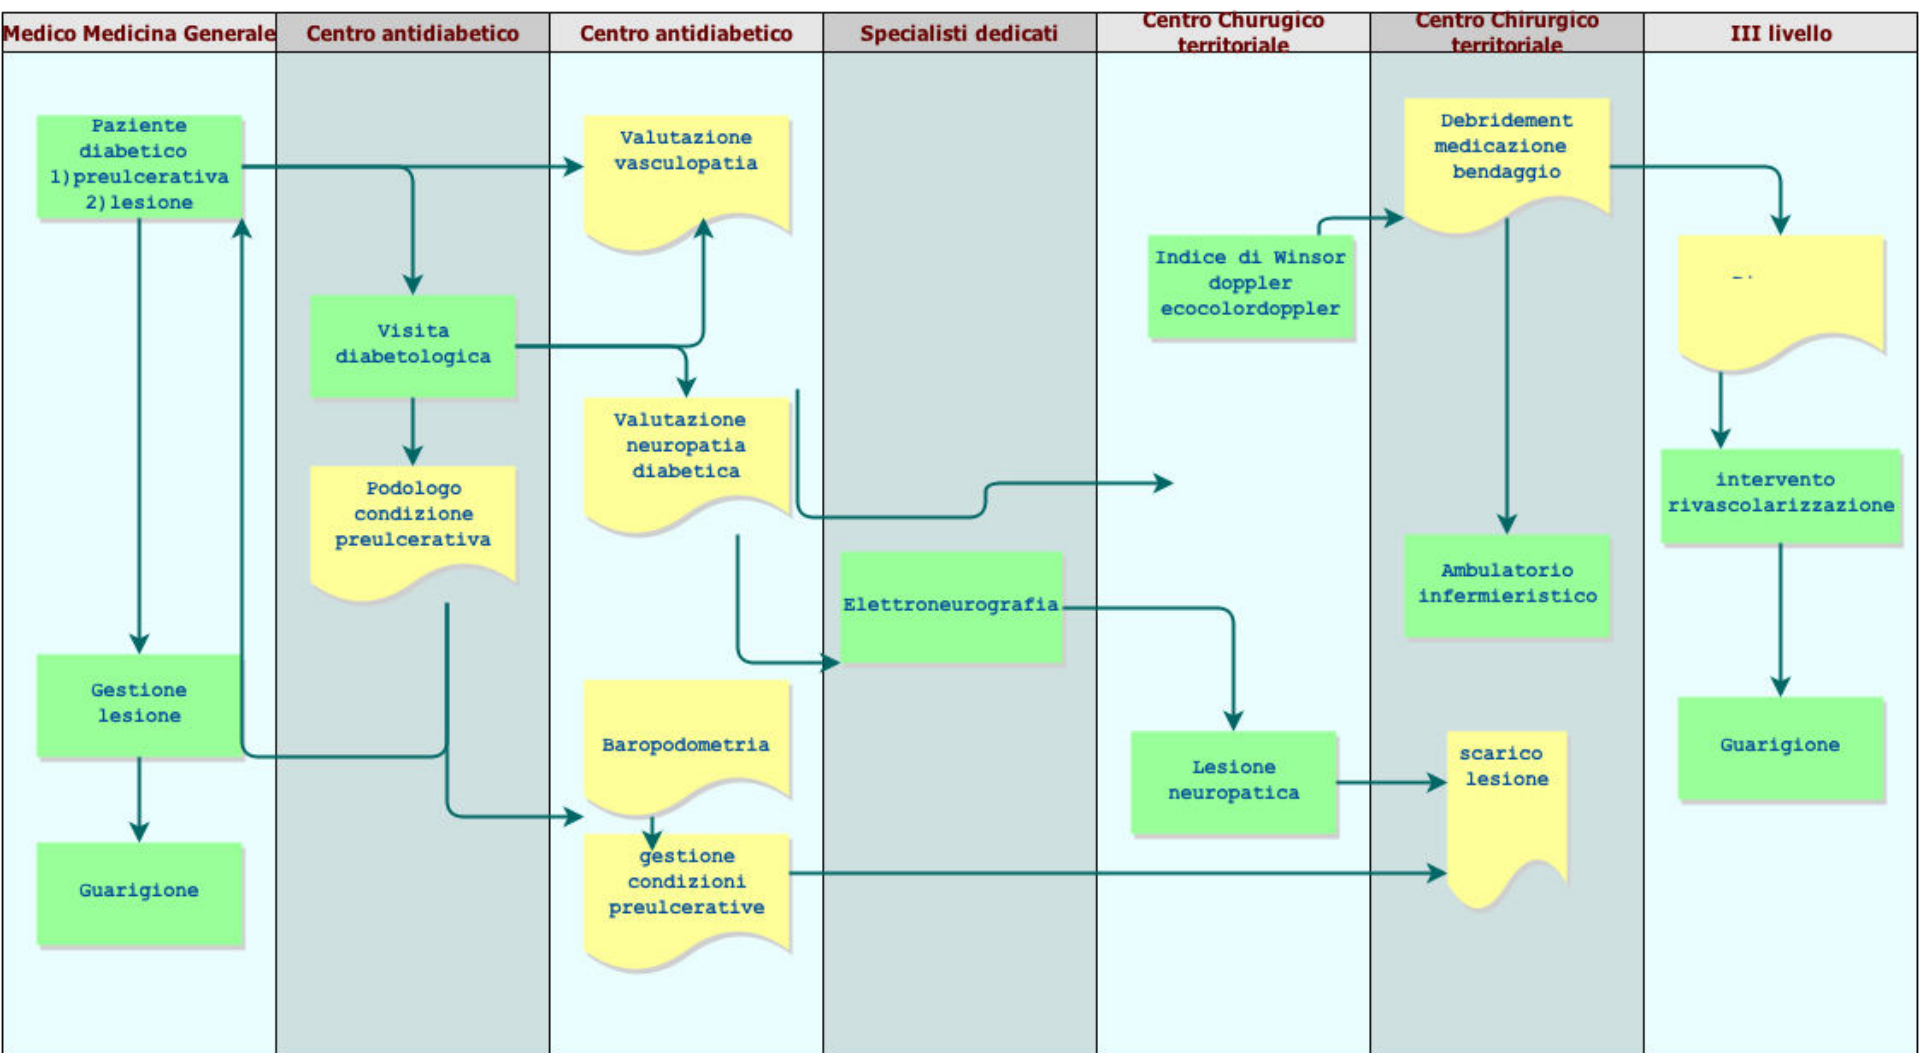 Medico Medicina Generale
Centro antidiabetico
Centro antidiabetico
Specialisti dedicati
Centro Churugico
territoriale
Centro Chirurgico
territoriale
III livello
Paziente
diabetico
1)preulcerativa
2)lesione
Gestione
lesione
Guarigione
Visita
diabetologica
Podologo
condizione
preulcerativa
Valutazione
vasculopatia
Valutazione
neuropatia
diabetica
Baropodometria
gestione
condizioni
preulcerative
Elettroneurografia
Indice di Winsor
doppler
ecocolordoppler
Lesione
neuropatica
Debridement
medicazione
bendaggio
Ambulatorio
infermieristico
scarico
lesione
intervento
rivascolarizzazione
Guarigione